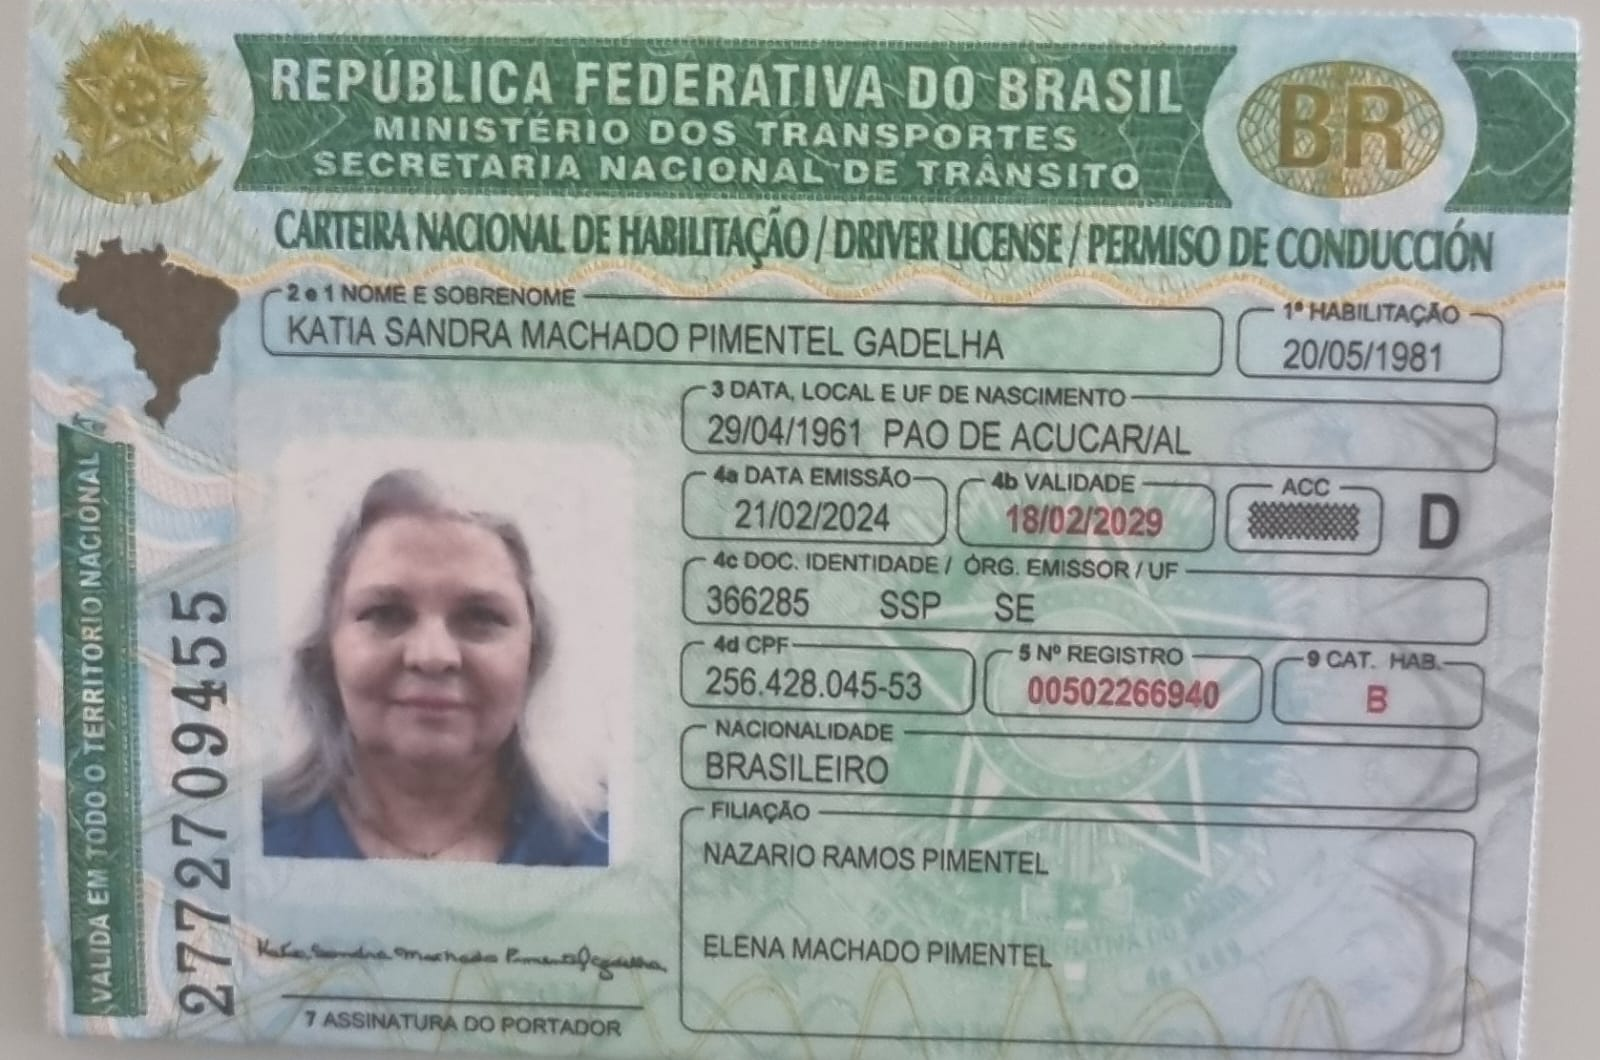 REPÚBLICA FEDERATIVA DO BRASIL
MINISTÉRIO DOS TRANSPORTES
SECRETARIA NACIONAL DE TRÂNSITO
BR
CARTEIRA NACIONAL DE HABILITAÇÃO / DRIVER LICENSE / PERMISO DE CONDUCCIÓN
2 e 1 NOME E SOBRENOME
KATIA SANDRA MACHADO PIMENTEL GADELHA
1ª HABILITAÇÃO
20/05/1981
3 DATA, LOCAL E UF DE NASCIMENTO
29/04/1961 PAO DE ACUCAR/AL
4a DATA EMISSÃO
21/02/2024
4b VALIDADE
18/02/2029
ACC
D
4c DOC. IDENTIDADE / ÓRG. EMISSOR / UF
366285 SSP SE
4d CPF
256.428.045-53
5 Nº REGISTRO
00502266940
9 CAT. HAB.
B
NACIONALIDADE
BRASILEIRO
FILIAÇÃO
NAZARIO RAMOS PIMENTEL
ELENA MACHADO PIMENTEL
Katia Sandra Machado Pimentel Gadelha
7 ASSINATURA DO PORTADOR
VALIDA EM TODO O TERRITORIO NACIONAL
2772709455